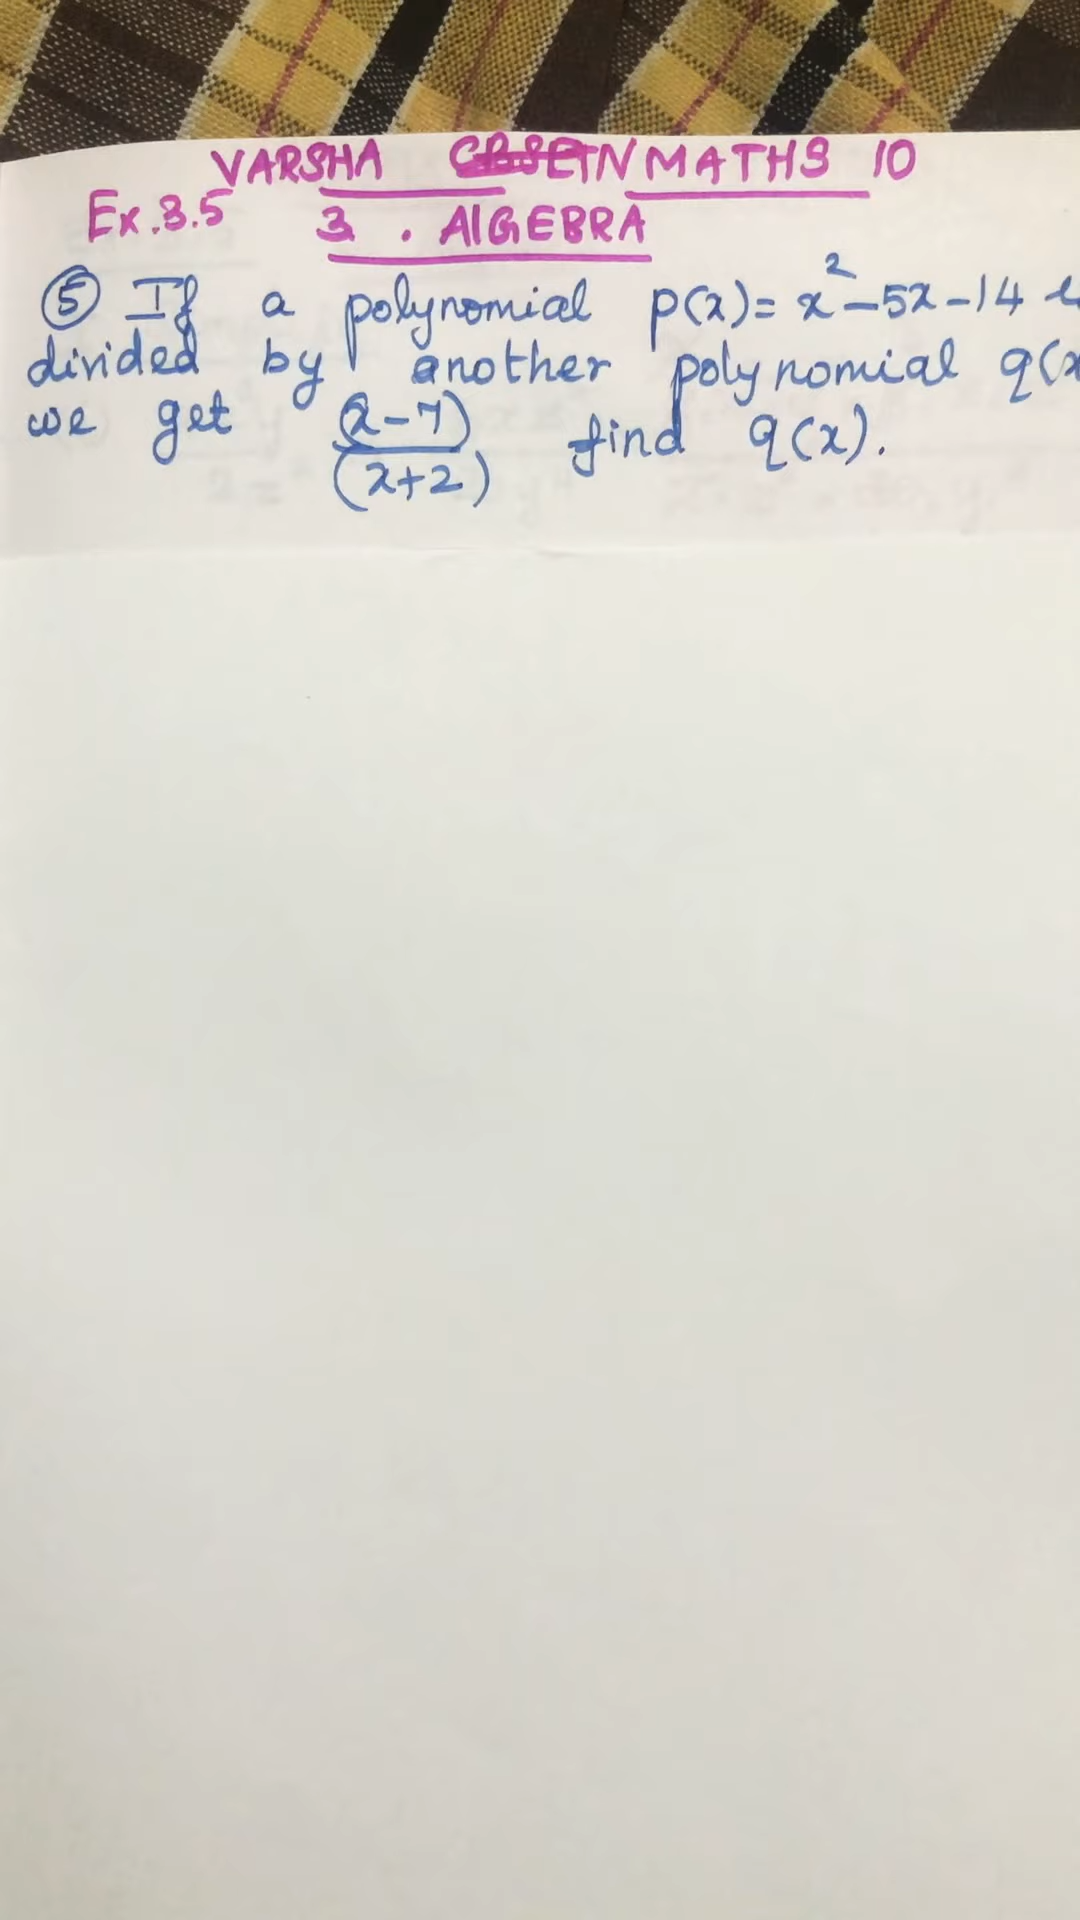 VARSHA TN MATHS 10
Ex.3.5 3. AlGEBRA
⑤ If a polynomial p(x)= x²-5x-14
divided by another polynomial q(x
we get (x-7)
(x+2) find q(x).